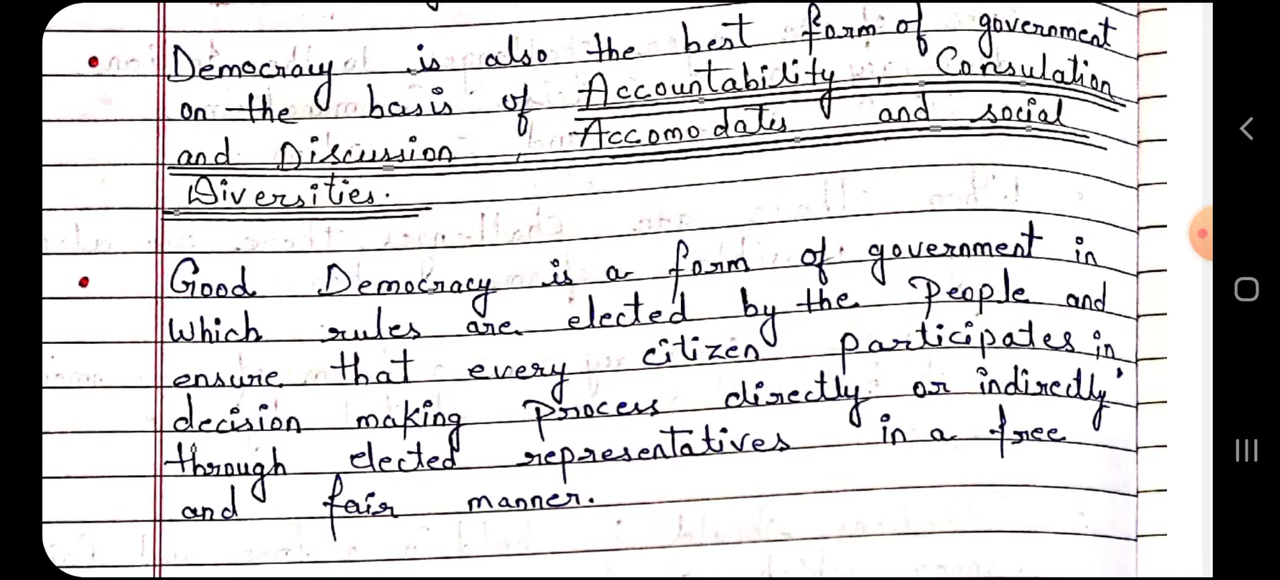 Democracy is also the best form of government
on the basis of Accountability, Consulation
and Discussion, Accomodates and social
Diversities.
Good Democracy is a form of government in
which rules are elected by the People and
ensure that every citizen participates in
decision making process directly or indirectly
through elected representatives in a free
and fair manner.